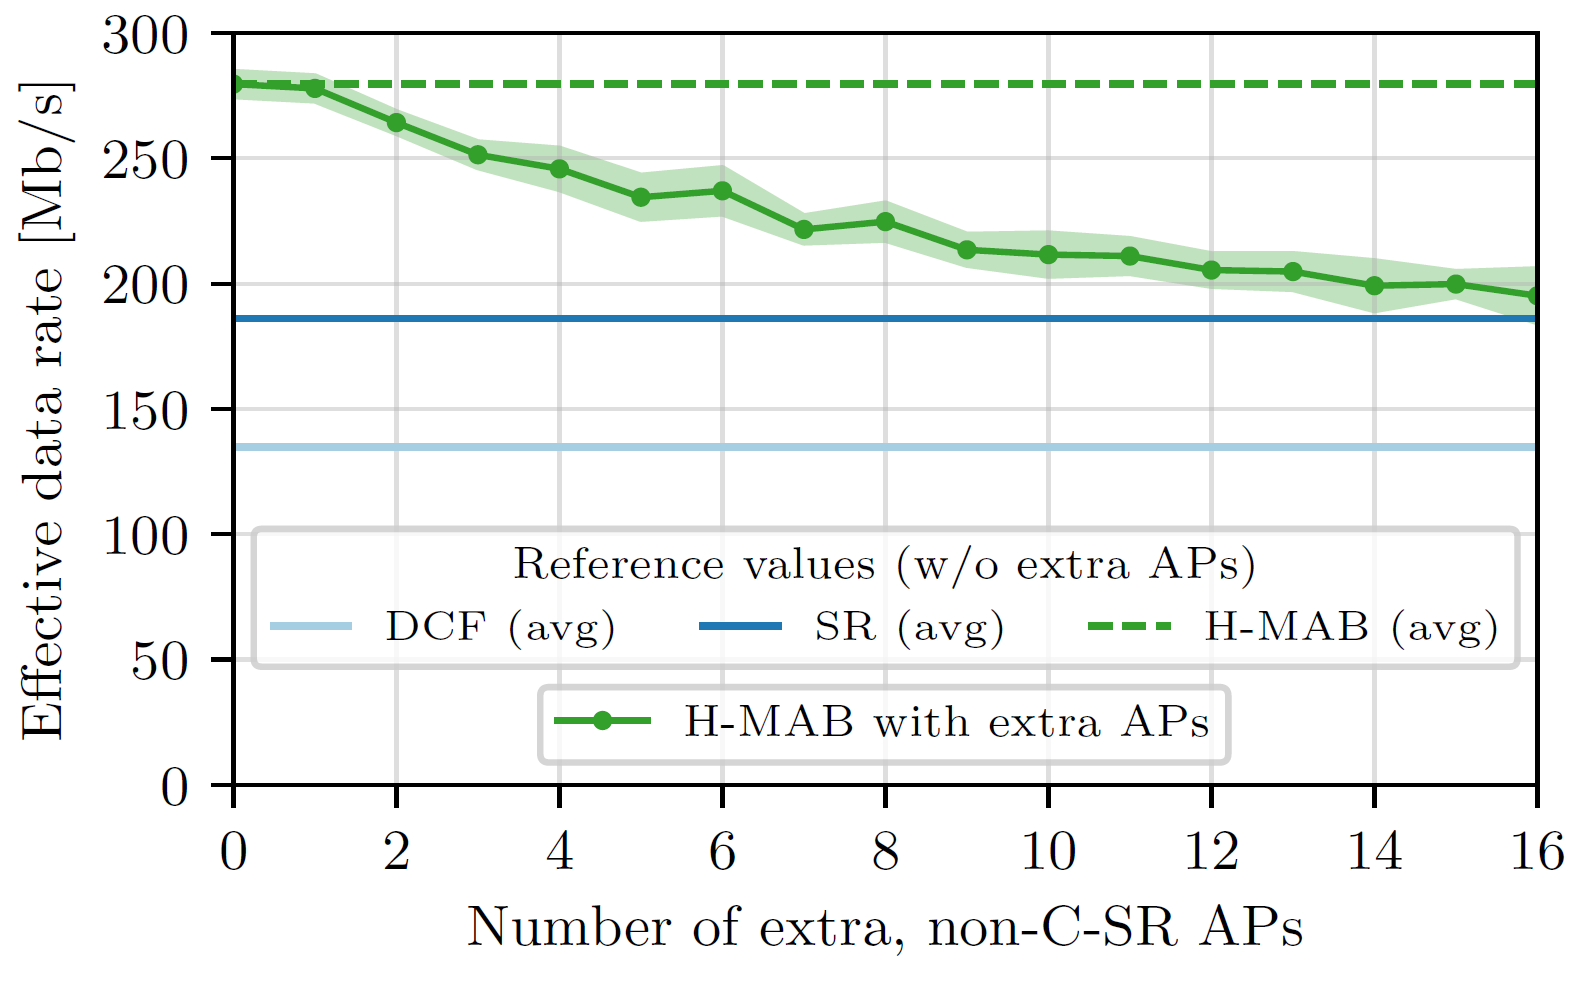 Effective data rate [Mb/s]
300
250
200
150
100
50
0
Reference values (w/o extra APs)
DCF (avg) SR (avg) H-MAB (avg)
H-MAB with extra APs
0 2 4 6 8 10 12 14 16
Number of extra, non-C-SR APs